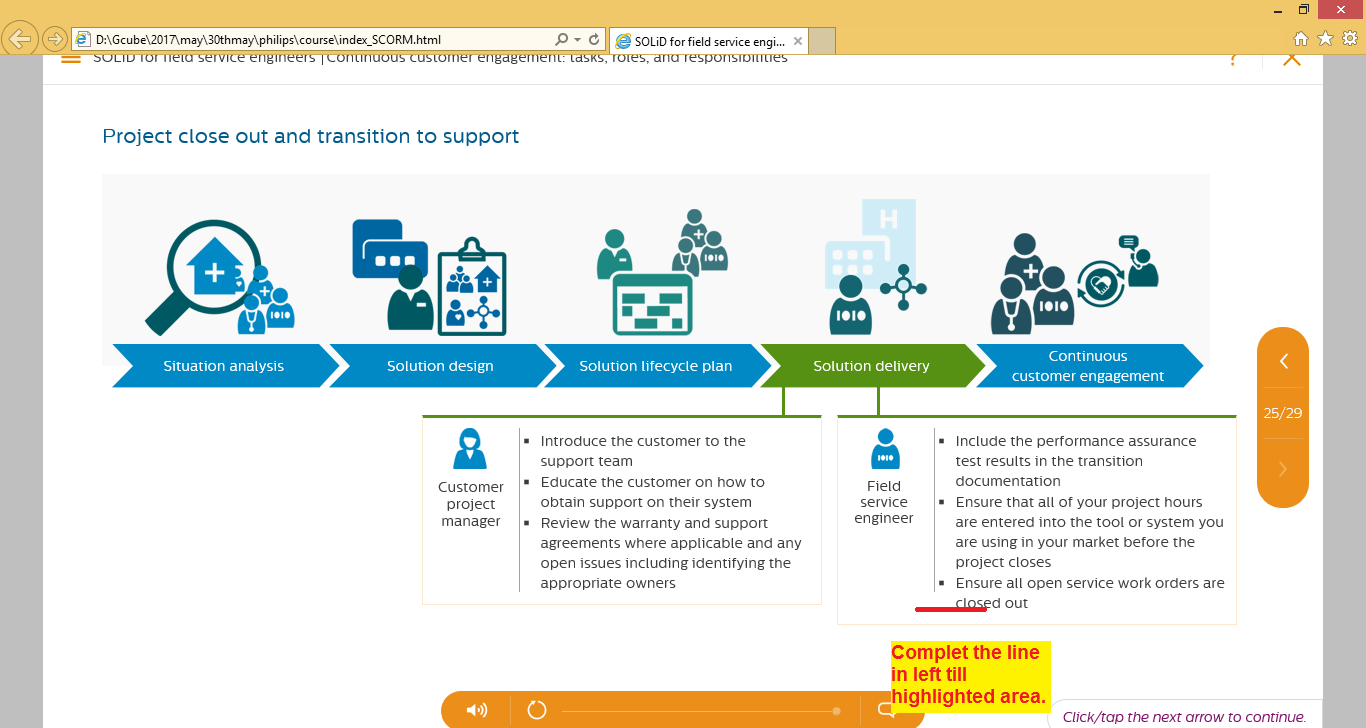 D:\Gcube\2017\may\30thmay\philips\course\index_SCORM.html
SOLiD for field service engi...
SOLiD for field service engineers | Continuous customer engagement: tasks, roles, and responsibilities
?
Project close out and transition to support
H
Situation analysis
Solution design
Solution lifecycle plan
Solution delivery
Continuous
customer engagement
25/29
Customer
project
manager
▪ Introduce the customer to the
support team
▪ Educate the customer on how to
obtain support on their system
▪ Review the warranty and support
agreements where applicable and any
open issues including identifying the
appropriate owners
Field
service
engineer
▪ Include the performance assurance
test results in the transition
documentation
▪ Ensure that all of your project hours
are entered into the tool or system you
are using in your market before the
project closes
▪ Ensure all open service work orders are
closed out
Complet the line
in left till
highlighted area.
Click/tap the next arrow to continue.